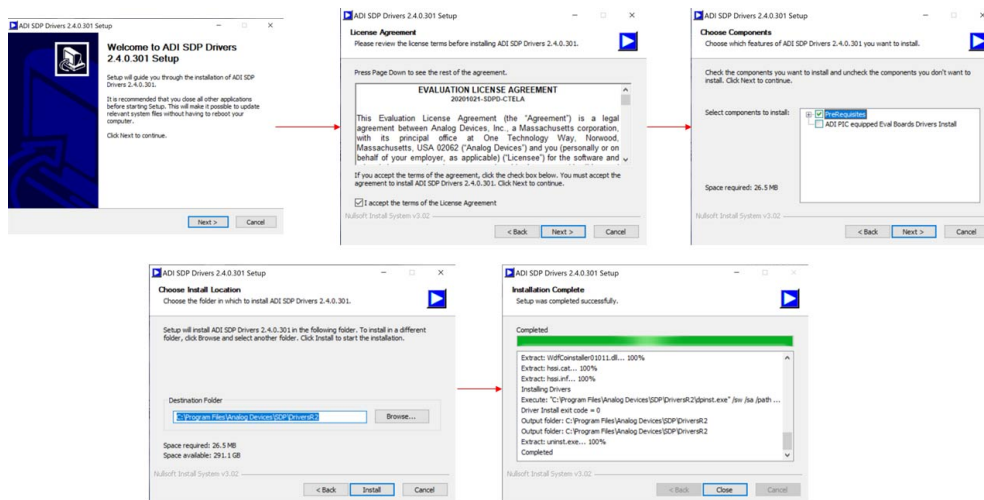 ADI SDP Drivers 2.4.0.301 Setup
Welcome to ADI SDP Drivers
2.4.0.301 Setup
Setup will guide you through the installation of ADI SDP
Drivers 2.4.0.301.
It is recommended that you close all other applications
before starting Setup. This will make it possible to update
relevant system files without having to reboot your
computer.
Click Next to continue.
Next >
Cancel
ADI SDP Drivers 2.4.0.301 Setup
License Agreement
Please review the license terms before installing ADI SDP Drivers 2.4.0.301.
Press Page Down to see the rest of the agreement.
EVALUATION LICENSE AGREEMENT
20201021-SDPD-CTELA
This Evaluation License Agreement (the “Agreement”) is a legal
agreement between Analog Devices, Inc., a Massachusetts corporation,
with its principal office at One Technology Way, Norwood,
Massachusetts, USA 02062 (“Analog Devices”) and you (personally or on
behalf of your employer, as applicable) (“Licensee”) for the software and
If you accept the terms of the agreement, click the check box below. You must accept the
agreement to install ADI SDP Drivers 2.4.0.301. Click Next to continue.
I accept the terms of the License Agreement
Nullsoft Install System v3.02
< Back
Next >
Cancel
ADI SDP Drivers 2.4.0.301 Setup
Choose Components
Choose which features of ADI SDP Drivers 2.4.0.301 you want to install.
Check the components you want to install and uncheck the components you don't want to
install. Click Next to continue.
Select components to install:
PreRequisites
ADI PIC equipped Eval Boards Drivers Install
Space required: 26.5 MB
Nullsoft Install System v3.02
< Back
Next >
Cancel
ADI SDP Drivers 2.4.0.301 Setup
Choose Install Location
Choose the folder in which to install ADI SDP Drivers 2.4.0.301.
Setup will install ADI SDP Drivers 2.4.0.301 in the following folder. To install in a different
folder, click Browse and select another folder. Click Install to start the installation.
Destination Folder
C:\Program Files\Analog Devices\SDP\DriversR2
Browse...
Space required: 26.5 MB
Space available: 291.1 GB
Nullsoft Install System v3.02
< Back
Install
Cancel
ADI SDP Drivers 2.4.0.301 Setup
Installation Complete
Setup was completed successfully.
Completed
Extract: WdfCoinstaller01011.dll... 100%
Extract: hssi.cat... 100%
Extract: hssi.inf... 100%
Installing Drivers
Execute: "C:\Program Files\Analog Devices\SDP\DriversR2\dpinst.exe" /sw /sa /path ...
Driver Install exit code = 0
Output folder: C:\Program Files\Analog Devices\SDP\DriversR2
Output folder: C:\Program Files\Analog Devices\SDP\DriversR2
Extract: uninst.exe... 100%
Completed
Nullsoft Install System v3.02
< Back
Close
Cancel